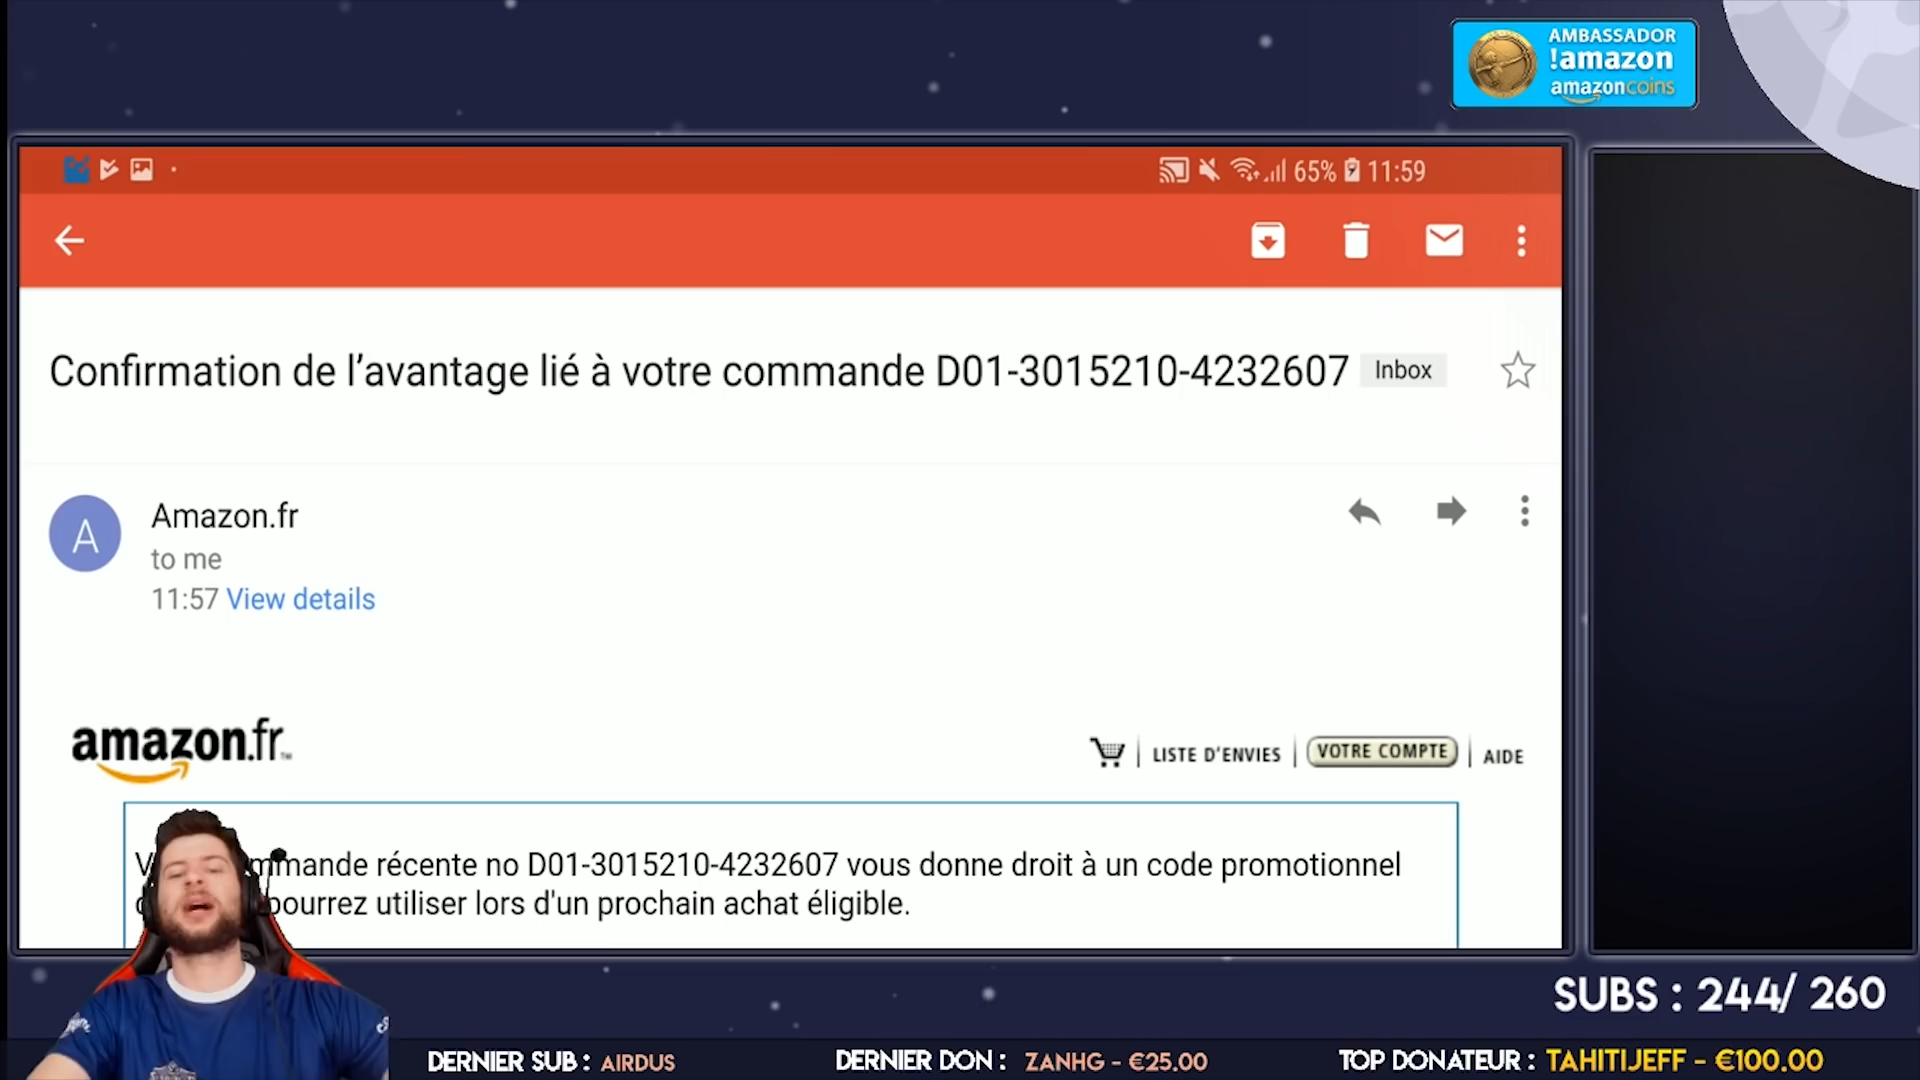 AMBASSADOR
!amazon
amazoncoins
65% 11:59
Confirmation de l’avantage lié à votre commande D01-3015210-4232607 Inbox
A
Amazon.fr
to me
11:57 View details
amazon.fr
LISTE D'ENVIES | VOTRE COMPTE | AIDE
mmande récente no D01-3015210-4232607 vous donne droit à un code promotionnel
pourrez utiliser lors d'un prochain achat éligible.
SUBS : 244/ 260
DERNIER SUB : AIRDUS
DERNIER DON : ZANHG - €25.00
TOP DONATEUR : TAHITIJEFF - €100.00